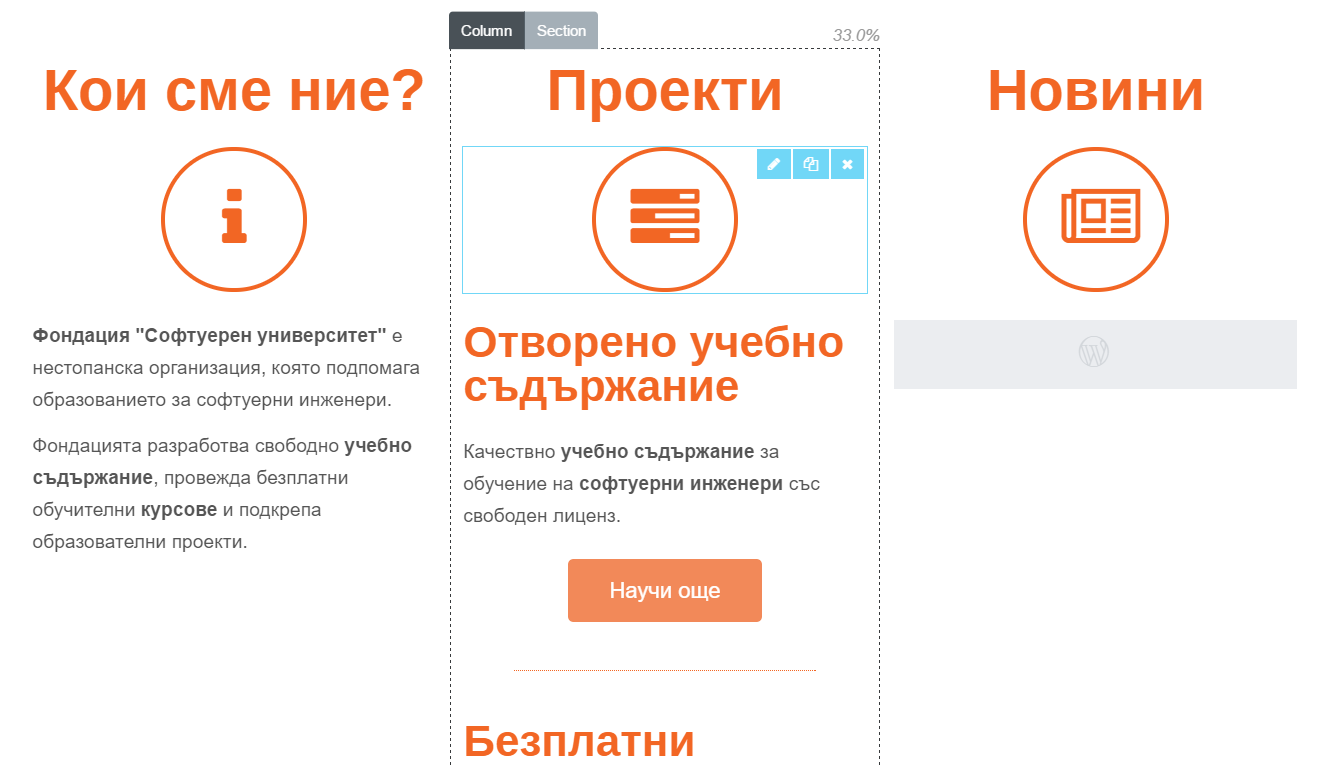 Column Section
33.0%
Кои сме ние?
Проекти
Новини
Фондация "Софтуерен университет" е
нестопанска организация, която подпомага
образованието за софтуерни инженери.
Фондацията разработва свободно учебно
съдържание, провежда безплатни
обучителни курсове и подкрепа
образователни проекти.
Отворено учебно
съдържание
Качествно учебно съдържание за
обучение на софтуерни инженери със
свободен лиценз.
Научи още
Безплатни